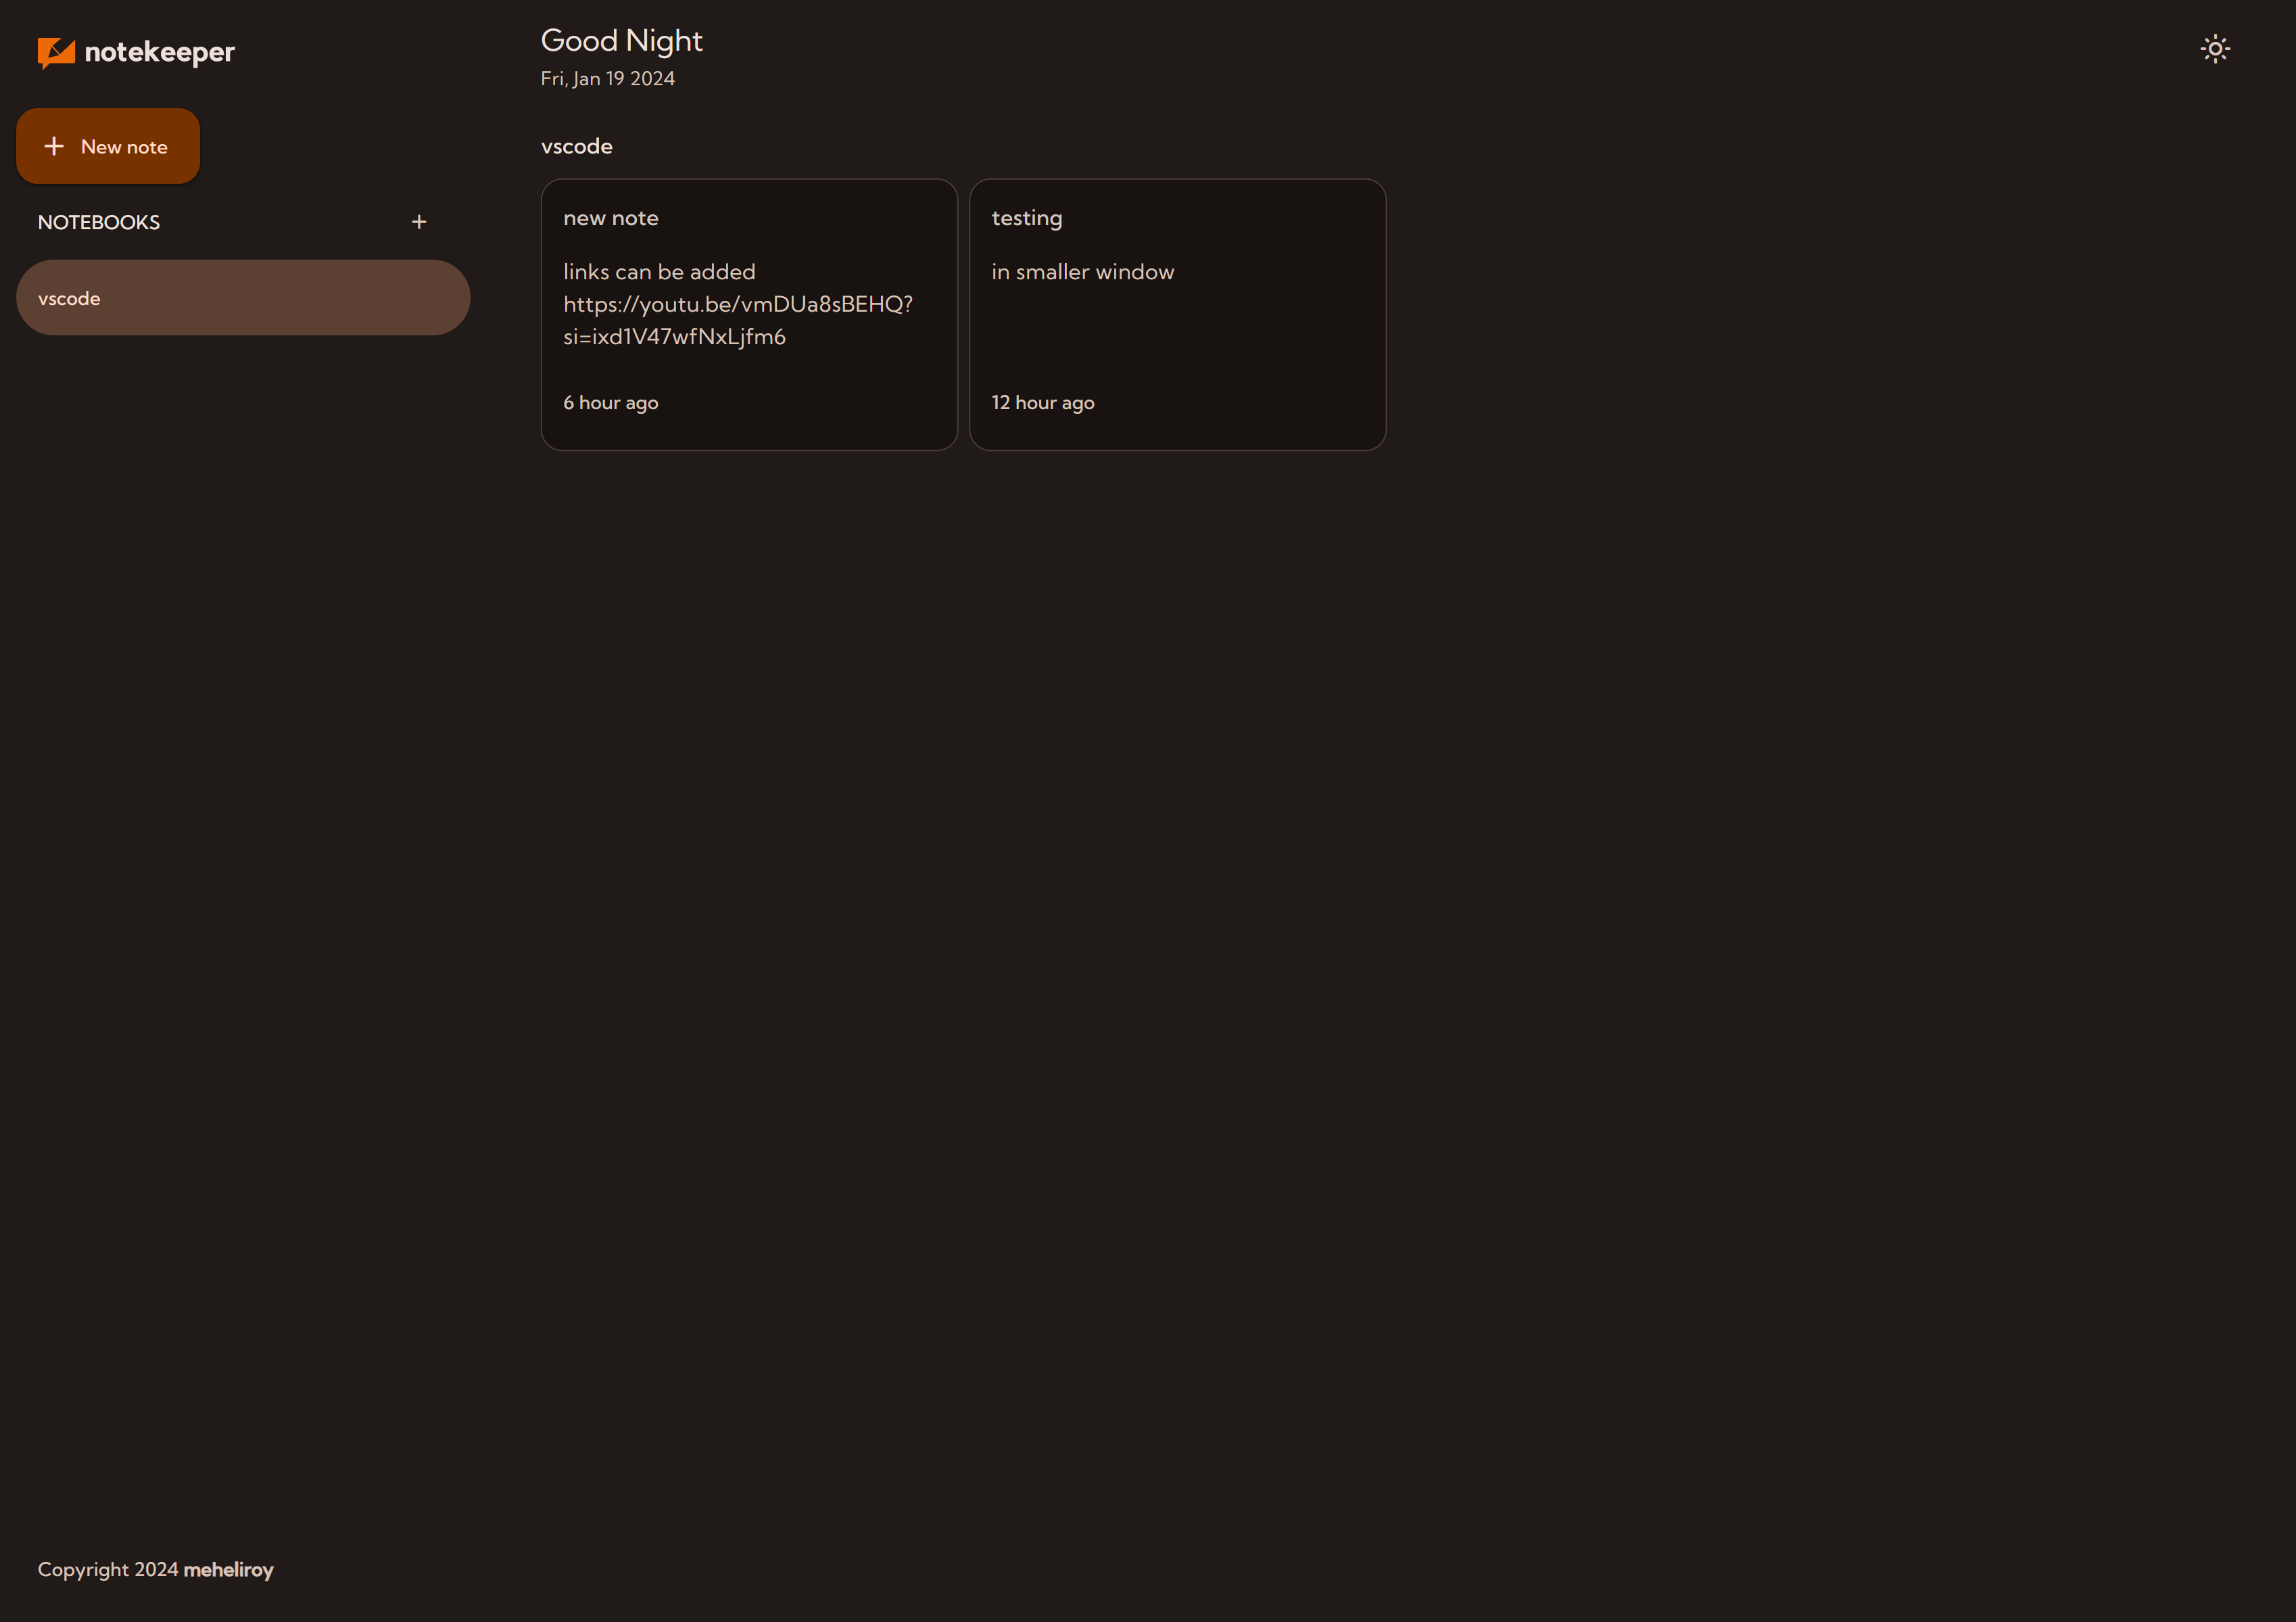 notekeeper
New note
NOTEBOOKS
vscode
Copyright 2024 meheliroy
Good Night
Fri, Jan 19 2024
vscode
new note
links can be added
https://youtu.be/vmDUa8sBEHQ?
si=ixd1V47wfNxLjfm6
6 hour ago
testing
in smaller window
12 hour ago